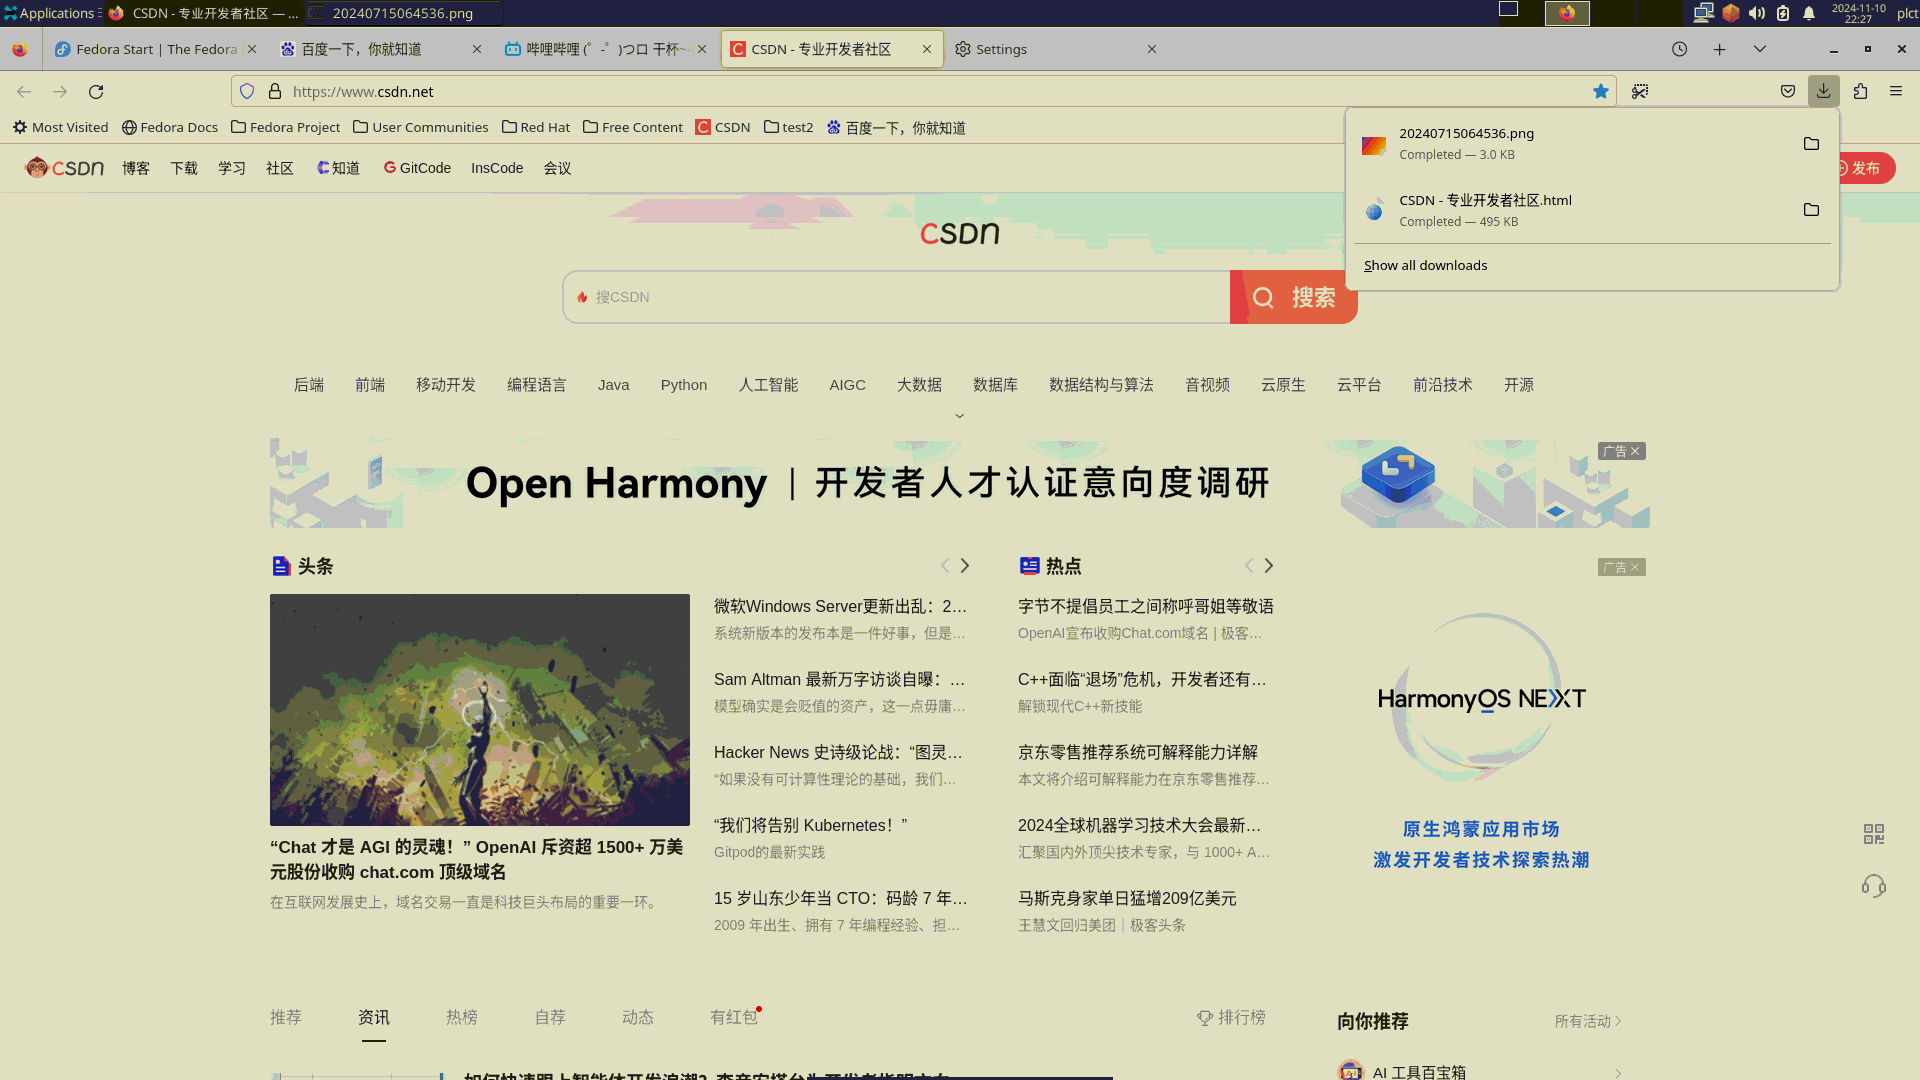 Applications
CSDN - 专业开发者社区 — ...
20240715064536.png
2024-11-10
22:27
plct
Fedora Start | The Fedora
百度一下，你就知道
哔哩哔哩 (゜-゜)つロ 干杯~-
CSDN - 专业开发者社区
Settings
https://www.csdn.net
Most Visited
Fedora Docs
Fedora Project
User Communities
Red Hat
Free Content
CSDN
test2
百度一下，你就知道
20240715064536.png
Completed — 3.0 KB
CSDN - 专业开发者社区.html
Completed — 495 KB
Show all downloads
CSDN 博客 下载 学习 社区 知道 GitCode InsCode 会议 发布
CSDN
搜CSDN 搜索
后端 前端 移动开发 编程语言 Java Python 人工智能 AIGC 大数据 数据库 数据结构与算法 音视频 云原生 云平台 前沿技术 开源
Open Harmony | 开发者人才认证意向度调研
广告
头条
“Chat 才是 AGI 的灵魂！” OpenAI 斥资超 1500+ 万美
元股份收购 chat.com 顶级域名
在互联网发展史上，域名交易一直是科技巨头布局的重要一环。
微软Windows Server更新出乱：2...
系统新版本的发布本是一件好事，但是...
Sam Altman 最新万字访谈自曝：...
模型确实是会贬值的资产，这一点毋庸...
Hacker News 史诗级论战：“图灵...
“如果没有可计算性理论的基础，我们...
“我们将告别 Kubernetes！”
Gitpod的最新实践
15 岁山东少年当 CTO：码龄 7 年...
2009 年出生、拥有 7 年编程经验、担...
热点
字节不提倡员工之间称呼哥姐等敬语
OpenAI宣布收购Chat.com域名 | 极客...
C++面临“退场”危机，开发者还有...
解锁现代C++新技能
京东零售推荐系统可解释能力详解
本文将介绍可解释能力在京东零售推荐...
2024全球机器学习技术大会最新...
汇聚国内外顶尖技术专家，与 1000+ A...
马斯克身家单日猛增209亿美元
王慧文回归美团｜极客头条
广告
HarmonyOS NEXT
原生鸿蒙应用市场
激发开发者技术探索热潮
推荐 资讯 热榜 自荐 动态 有红包 排行榜
向你推荐 所有活动
AI 工具百宝箱